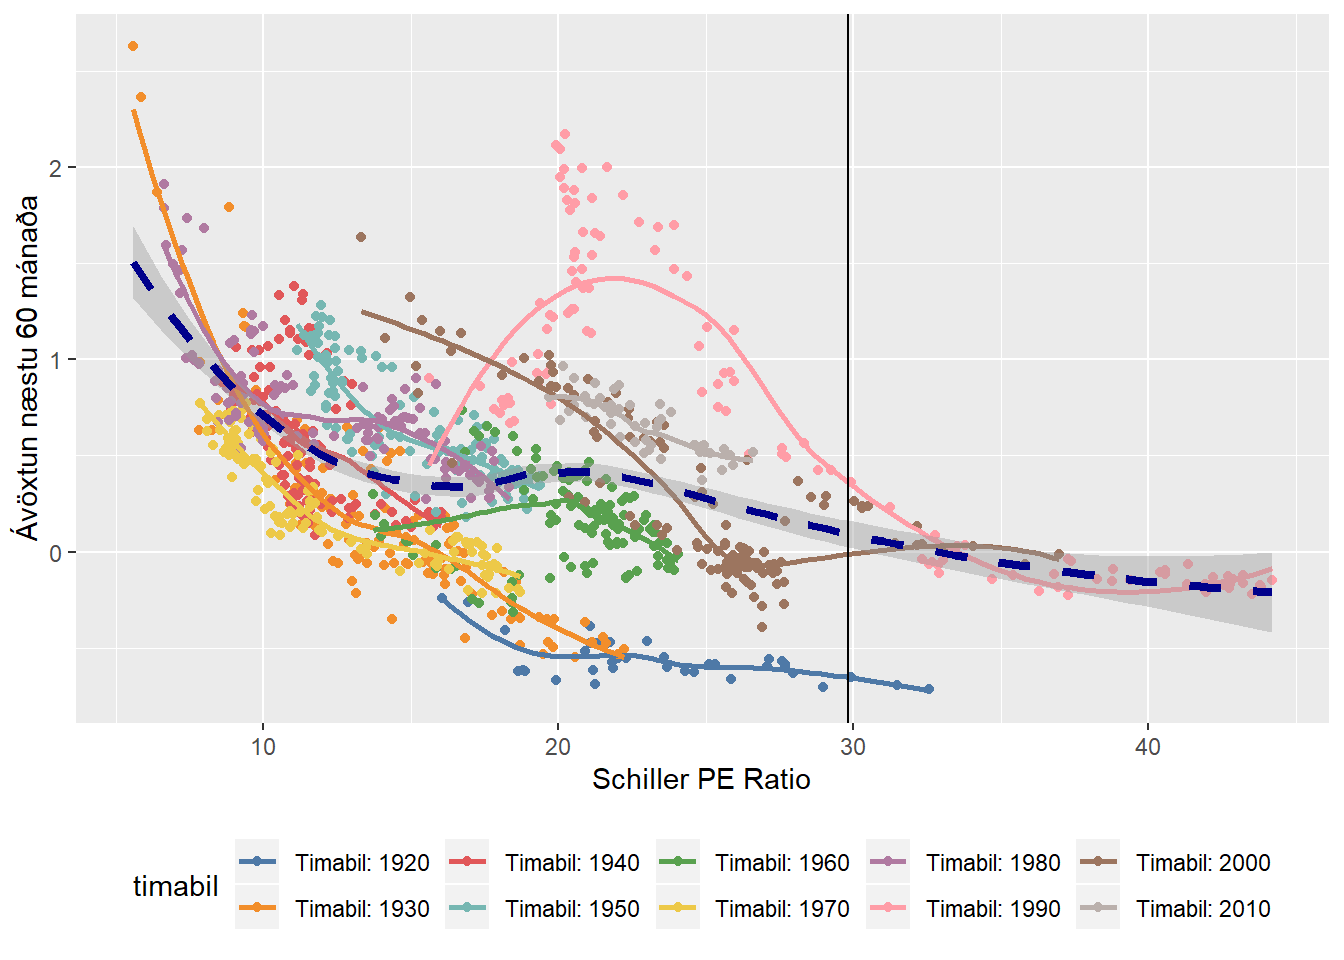 Ávöxtun næstu 60 mánaða
2
1
0
10
20
30
40
Schiller PE Ratio
timabil
Timabil: 1920
Timabil: 1940
Timabil: 1960
Timabil: 1980
Timabil: 2000
Timabil: 1930
Timabil: 1950
Timabil: 1970
Timabil: 1990
Timabil: 2010